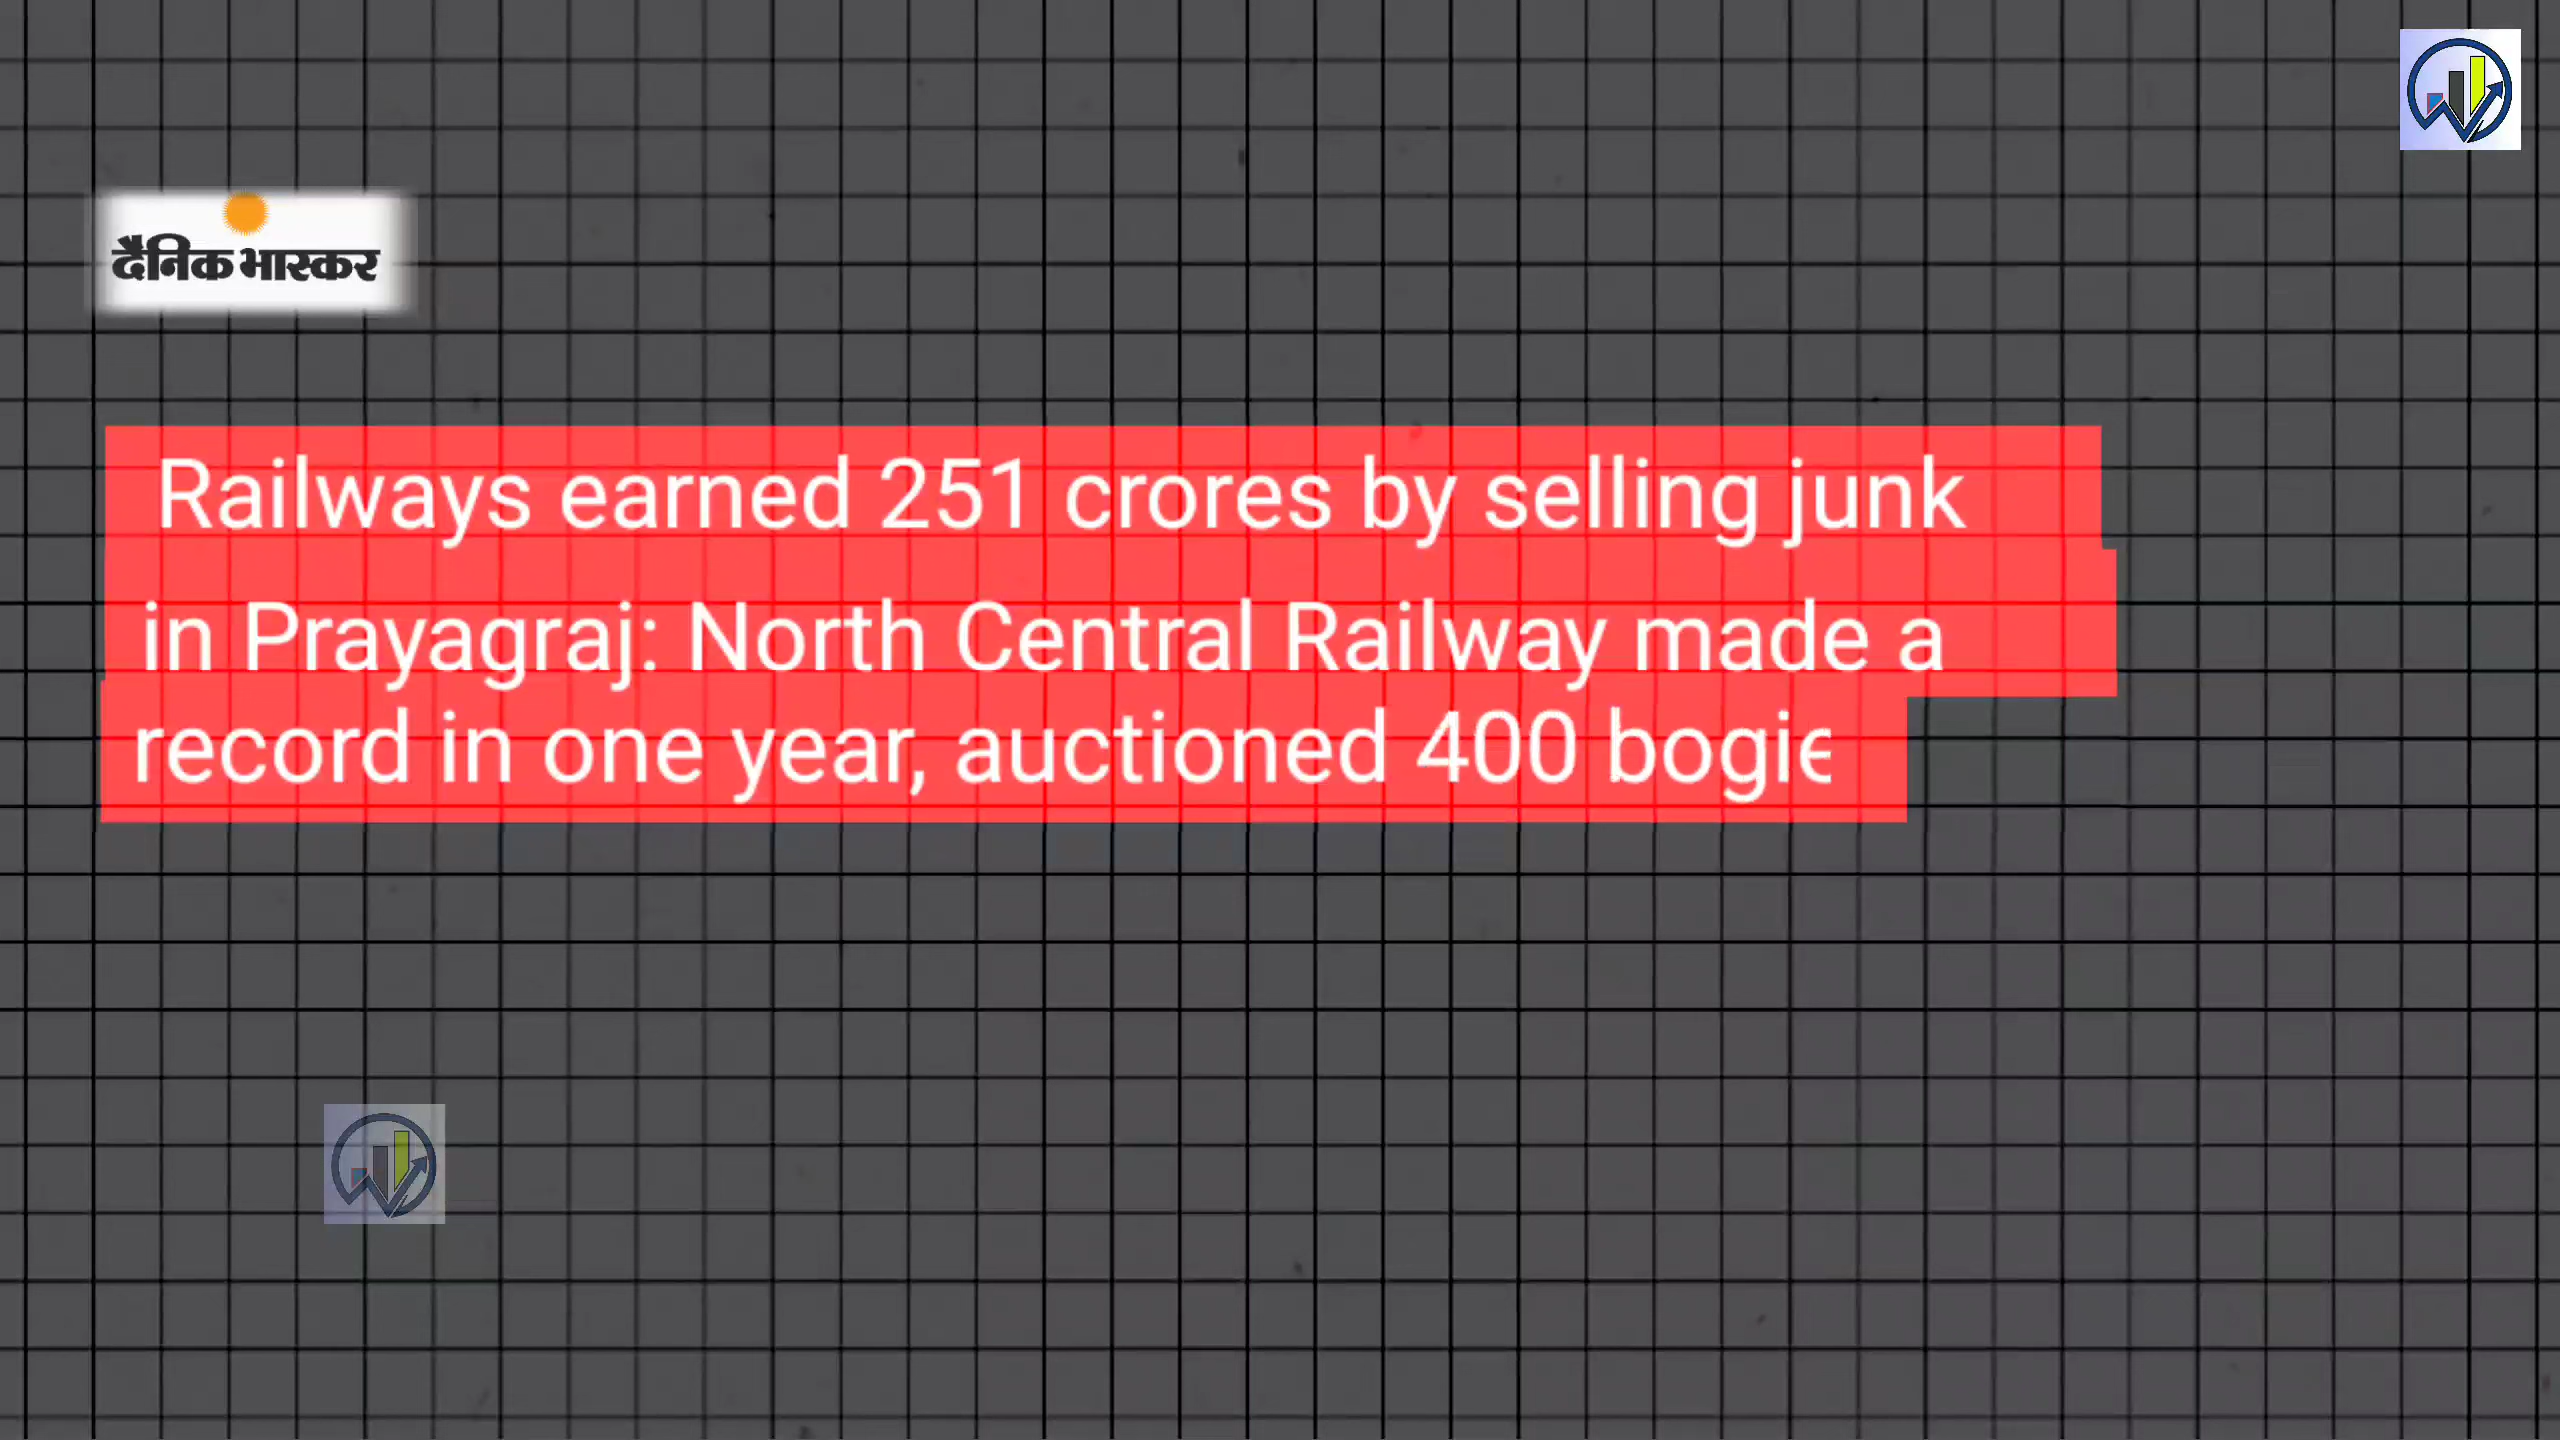 दैनिक भास्कर
Railways earned 251 crores by selling junk
in Prayagraj: North Central Railway made a
record in one year, auctioned 400 bogie